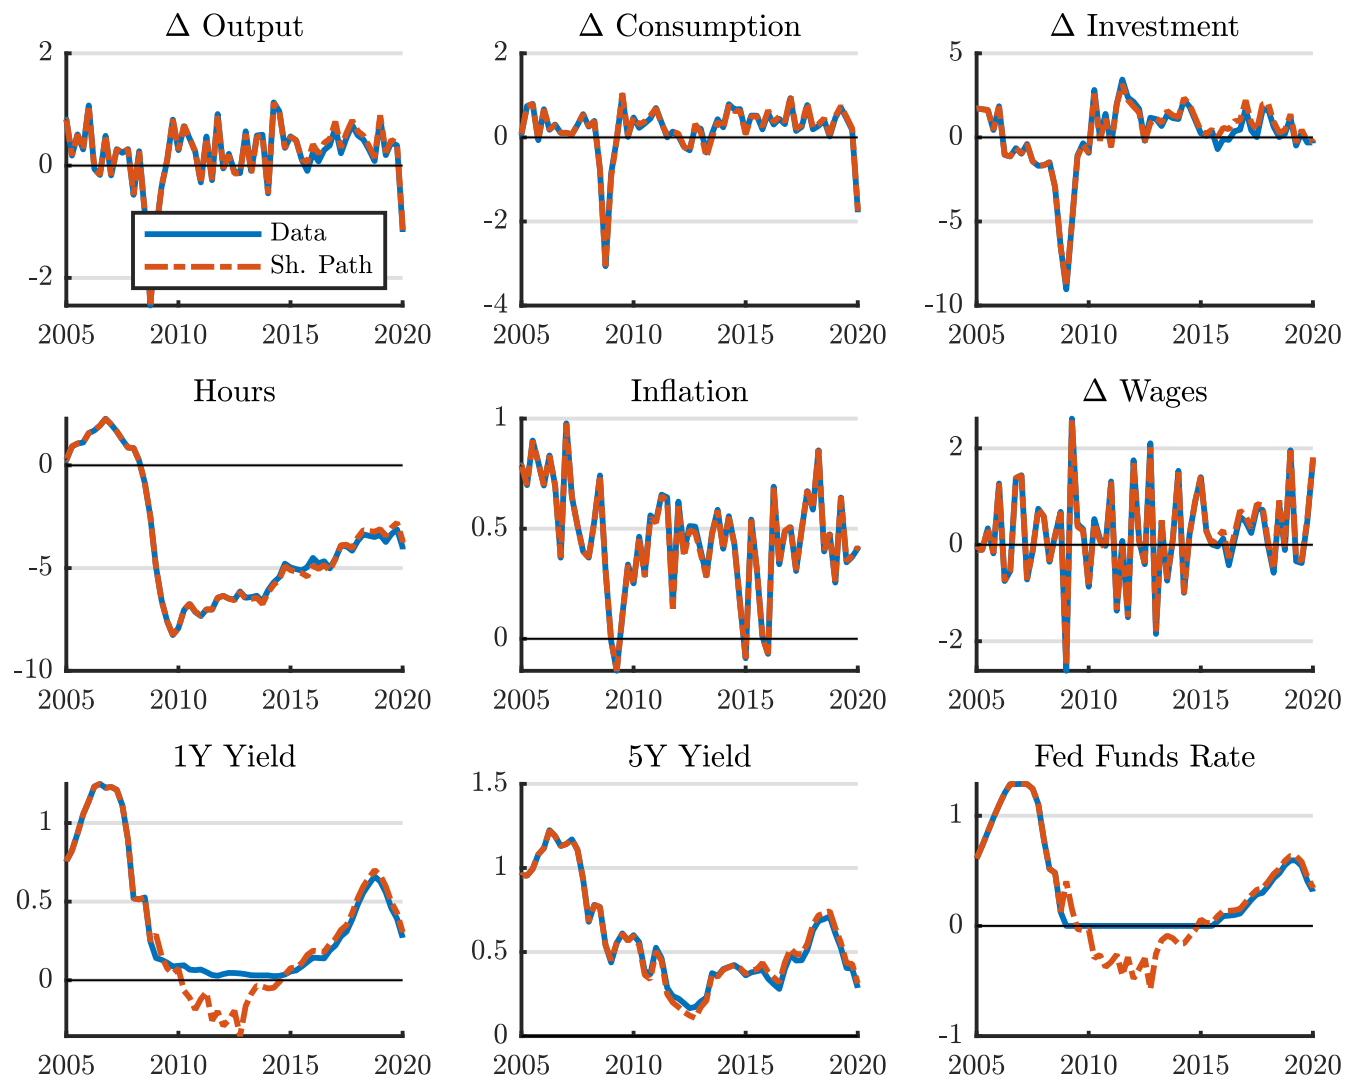 Δ Output
2
0
-2
Data
Sh. Path
2005 2010 2015 2020
Δ Consumption
2
0
-2
-4
2005 2010 2015 2020
Δ Investment
5
0
-5
-10
2005 2010 2015 2020
Hours
0
-5
-10
2005 2010 2015 2020
Inflation
1
0.5
0
2005 2010 2015 2020
Δ Wages
2
0
-2
2005 2010 2015 2020
1Y Yield
1
0.5
0
2005 2010 2015 2020
5Y Yield
1.5
1
0.5
0
2005 2010 2015 2020
Fed Funds Rate
1
0
-1
2005 2010 2015 2020